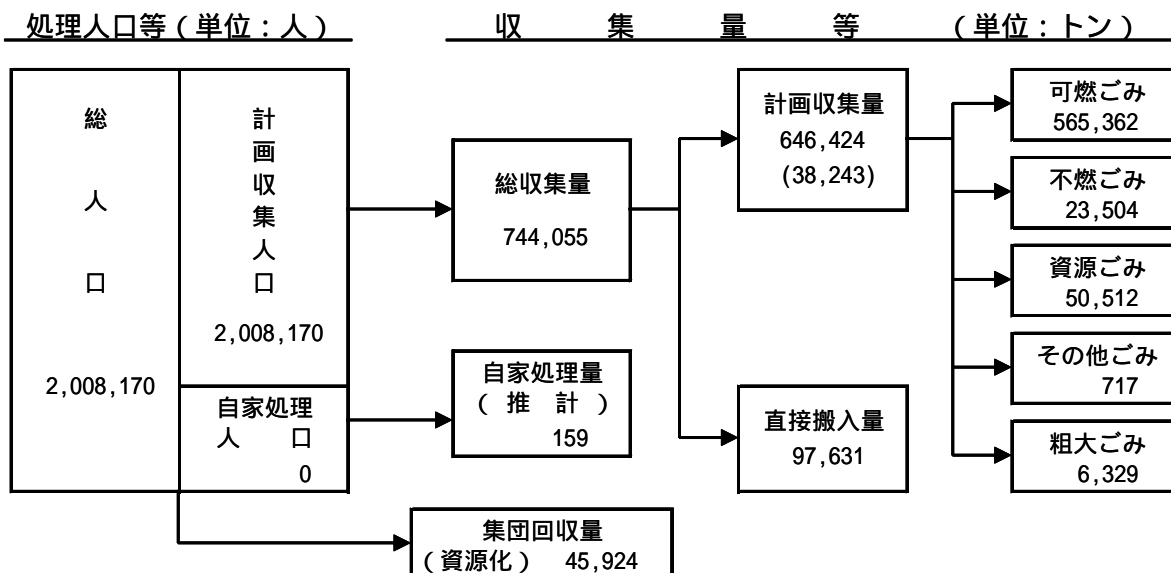 処理人口等(単位:人)
収集量等 (単位:トン)
総人口
2,008,170
計画収集人口
2,008,170
自家処理
人口
0
総収集量
744,055
自家処理量
(推計)
159
集団回収量
(資源化) 45,924
計画収集量
646,424
(38,243)
直接搬入量
97,631
可燃ごみ
565,362
不燃ごみ
23,504
資源ごみ
50,512
その他ごみ
717
粗大ごみ
6,329